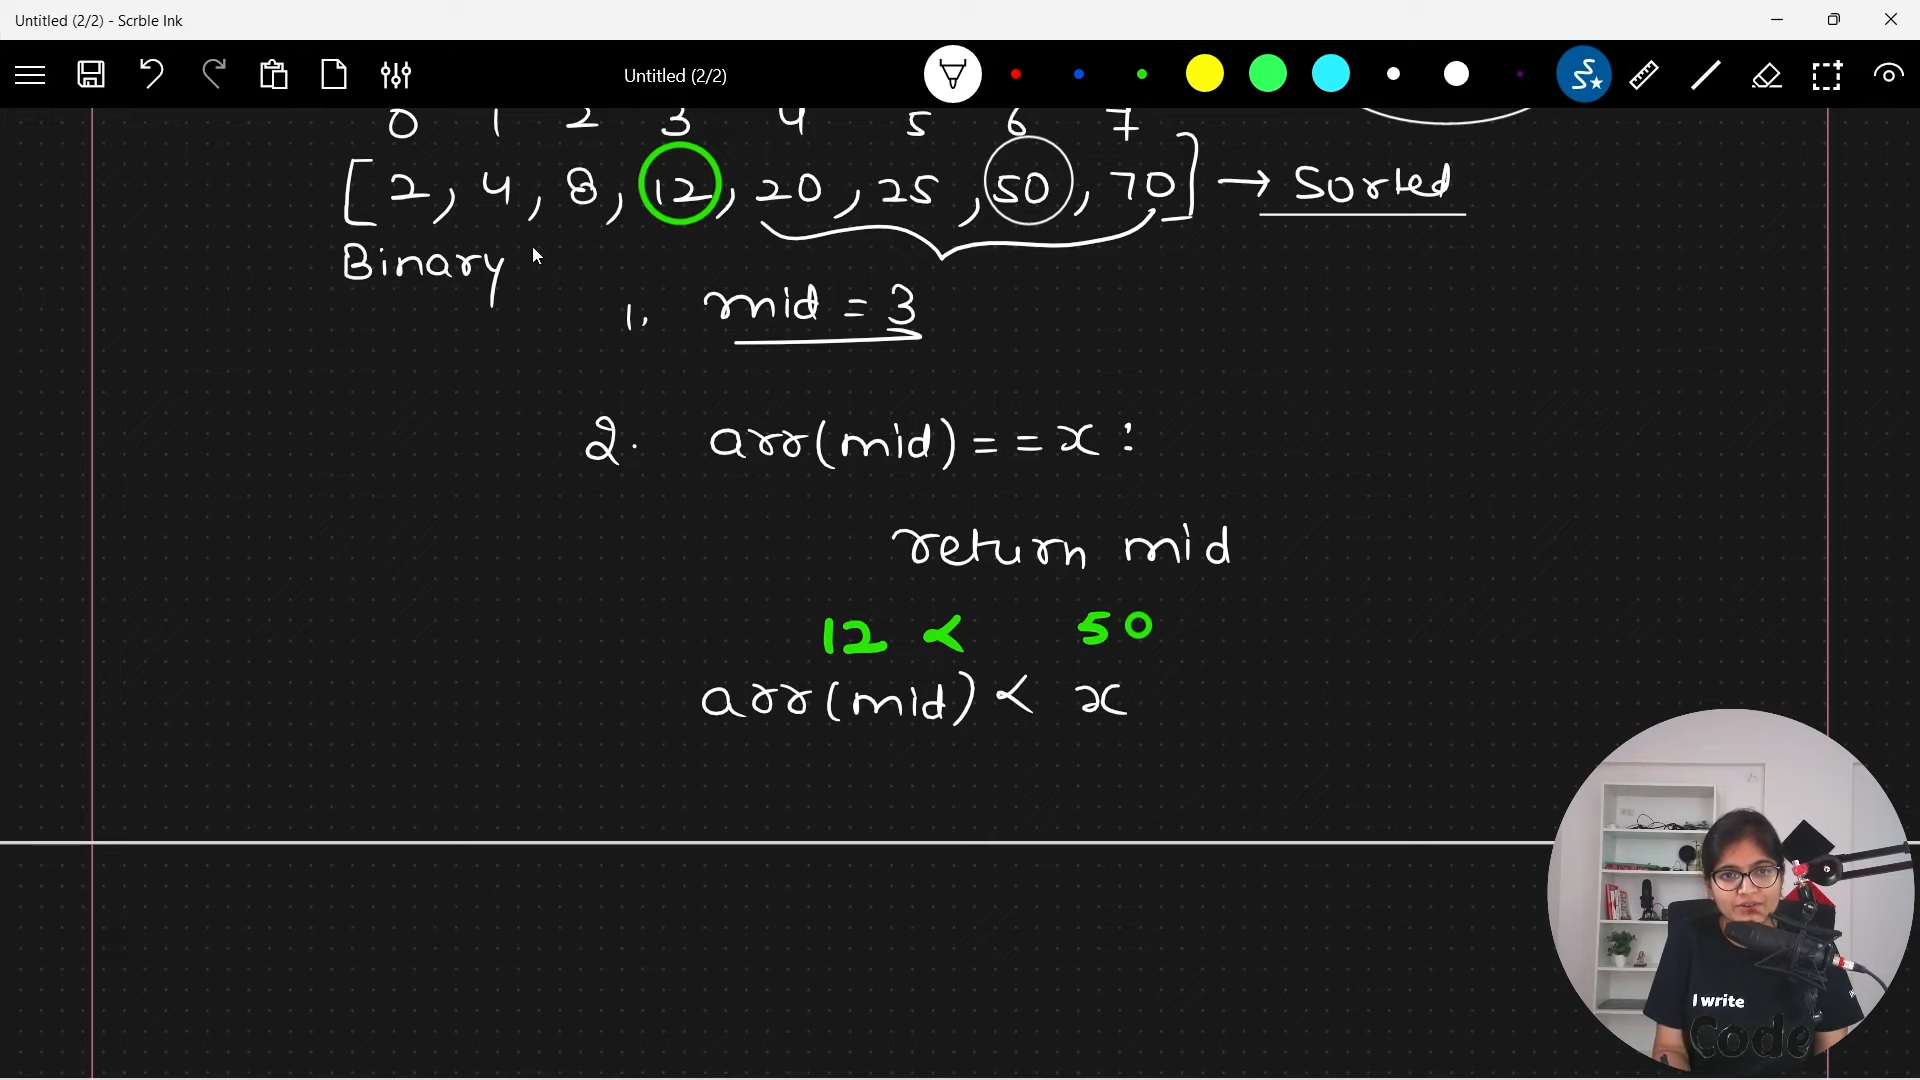 Untitled (2/2) - Scrble Ink
Untitled (2/2)
0 1 2 3 4 5 6 7
[2, 4, 8, 12, 20, 25, 50, 70] → Sorted
Binary
1. mid = 3
2. arr(mid) == x :
return mid
12 < 50
arr(mid) < x
I write
Code